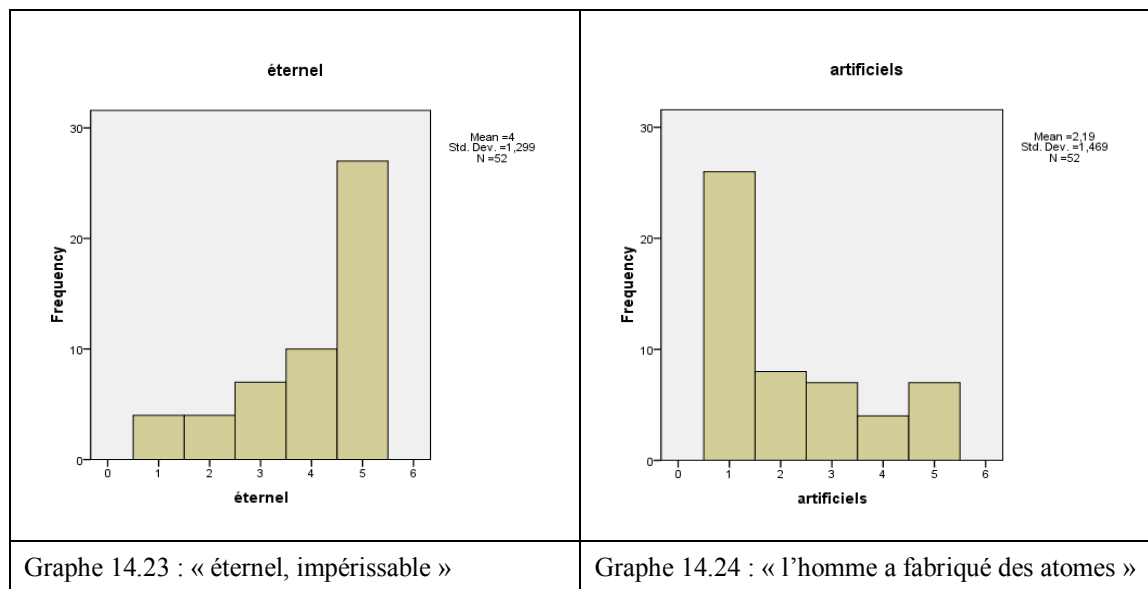 éternel
30
20
10
0
Frequency
0 1 2 3 4 5 6
éternel
Mean =4
Std. Dev. =1,299
N =52
artificiels
30
20
10
0
Frequency
0 1 2 3 4 5 6
artificiels
Mean =2,19
Std. Dev. =1,469
N =52
Graphe 14.23 : « éternel, impérissable »
Graphe 14.24 : « l’homme a fabriqué des atomes »